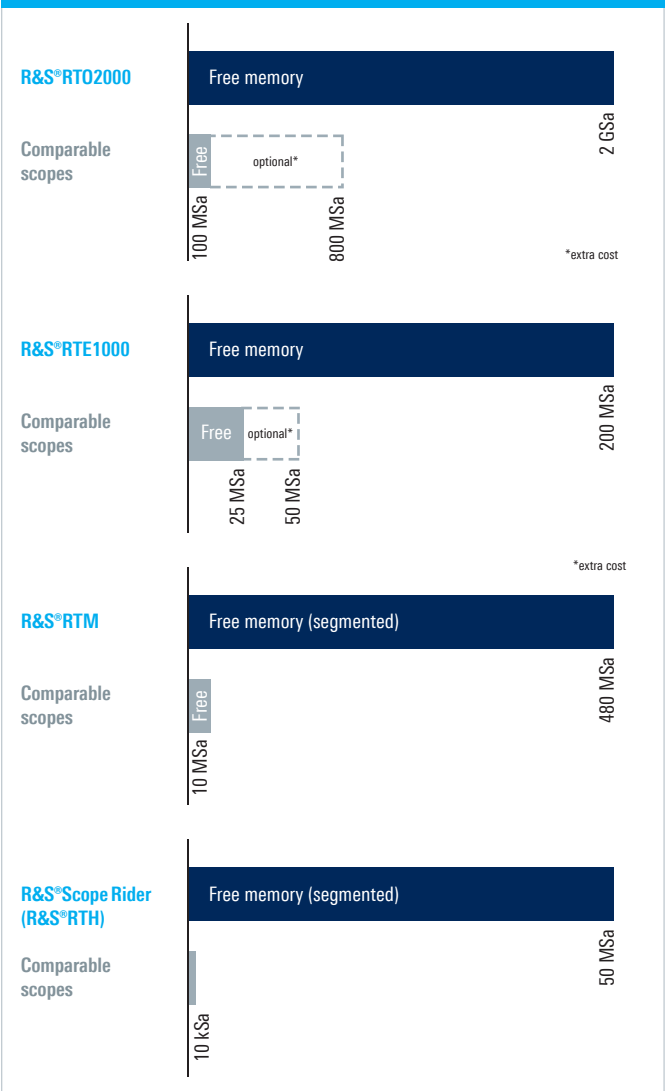 R&S®RTO2000
Free memory
2 GSa
Comparable
scopes
Free
optional*
100 MSa
800 MSa
*extra cost
R&S®RTE1000
Free memory
200 MSa
Comparable
scopes
Free
optional*
25 MSa
50 MSa
*extra cost
R&S®RTM
Free memory (segmented)
480 MSa
Comparable
scopes
Free
10 MSa
R&S®Scope Rider
(R&S®RTH)
Free memory (segmented)
50 MSa
Comparable
scopes
10 kSa